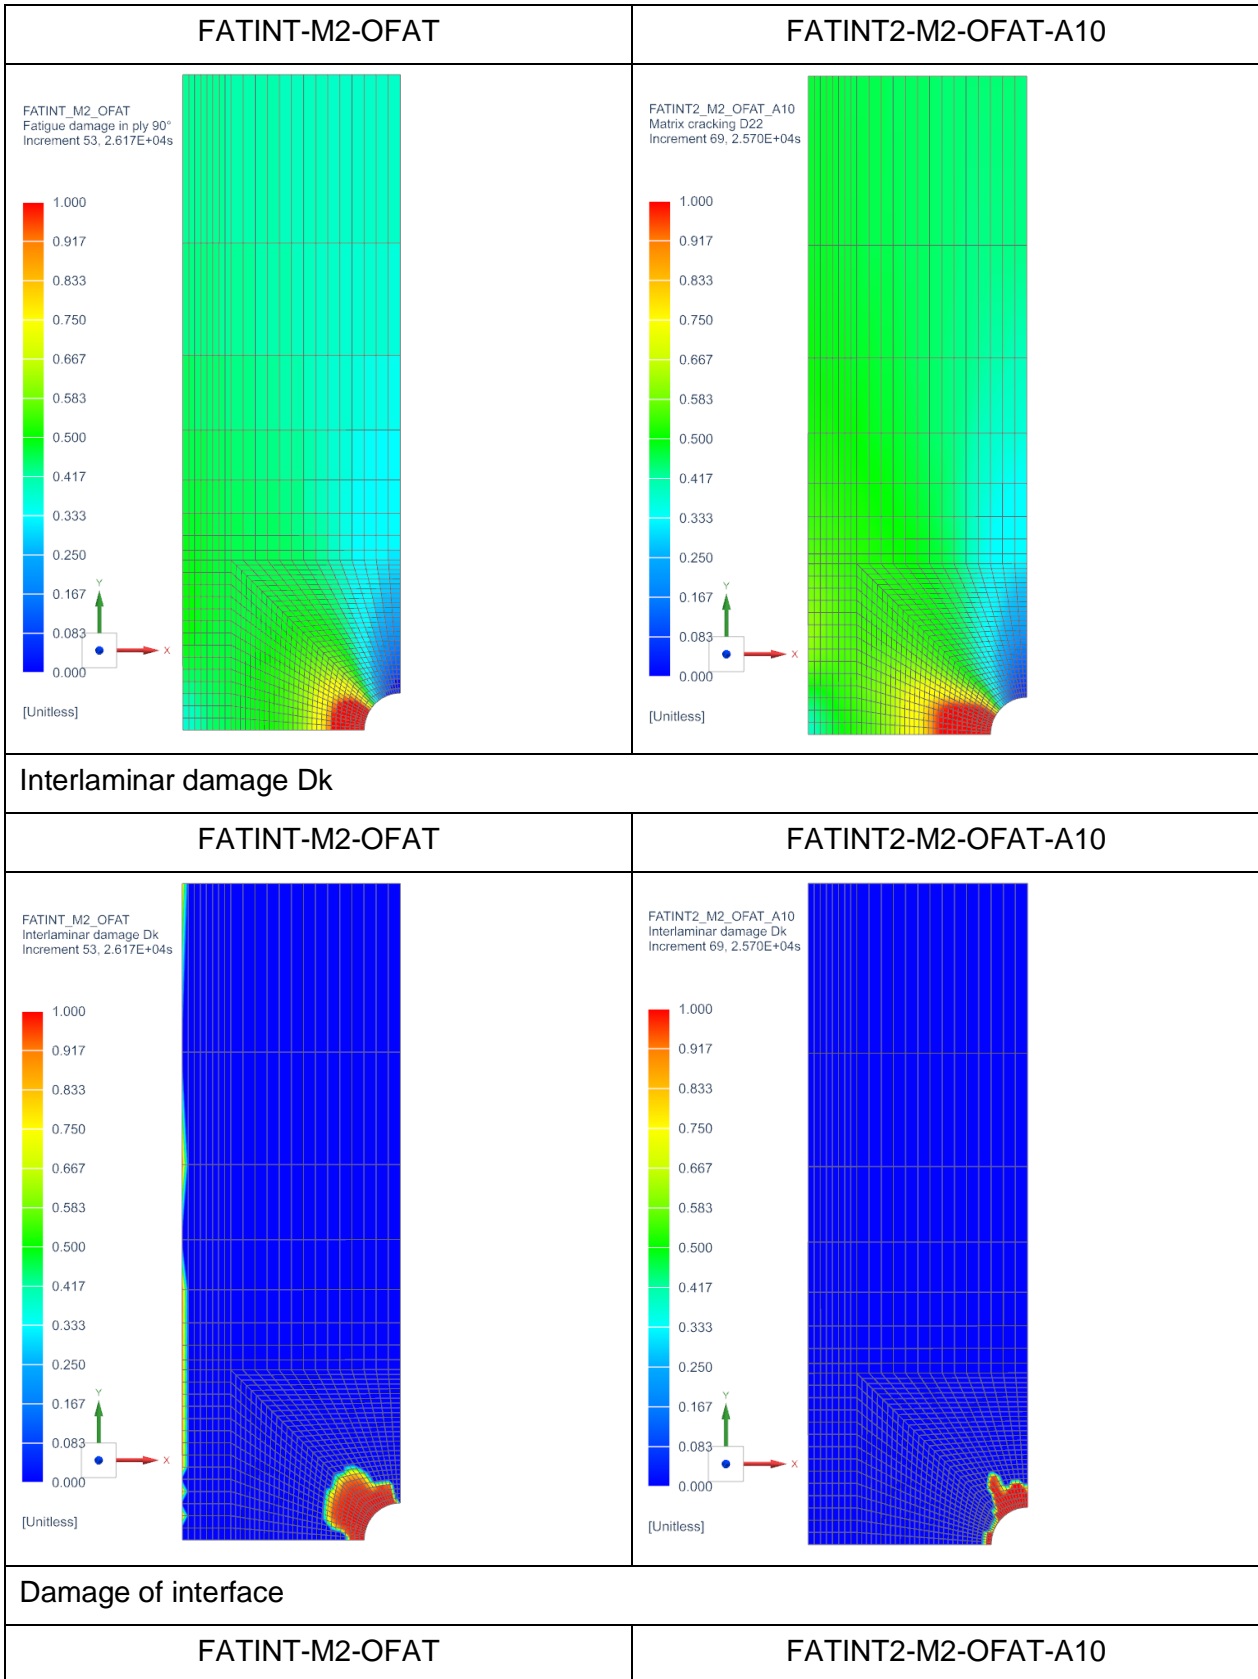 FATINT-M2-OFAT
FATINT2-M2-OFAT-A10
FATINT_M2_OFAT
Fatigue damage in ply 90°
Increment 53, 2.617E+04s
1.000
0.917
0.833
0.750
0.667
0.583
0.500
0.417
0.333
0.250
0.167
0.083
0.000
Y
X
[Unitless]
FATINT2_M2_OFAT_A10
Matrix cracking D22
Increment 69, 2.570E+04s
1.000
0.917
0.833
0.750
0.667
0.583
0.500
0.417
0.333
0.250
0.167
0.083
0.000
Y
X
[Unitless]
Interlaminar damage Dk
FATINT-M2-OFAT
FATINT2-M2-OFAT-A10
FATINT_M2_OFAT
Interlaminar damage Dk
Increment 53, 2.617E+04s
1.000
0.917
0.833
0.750
0.667
0.583
0.500
0.417
0.333
0.250
0.167
0.083
0.000
Y
X
[Unitless]
FATINT2_M2_OFAT_A10
Interlaminar damage Dk
Increment 69, 2.570E+04s
1.000
0.917
0.833
0.750
0.667
0.583
0.500
0.417
0.333
0.250
0.167
0.083
0.000
Y
X
[Unitless]
Damage of interface
FATINT-M2-OFAT
FATINT2-M2-OFAT-A10